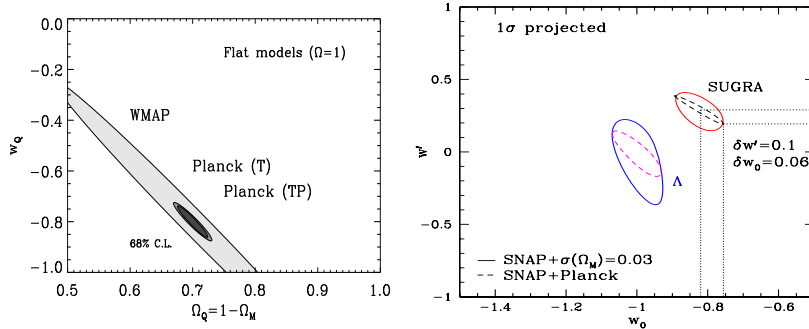 Flat models (Ω=1)
WMAP
Planck (T)
Planck (TP)
68% C.L.
w_Q
−0.0
−0.2
−0.4
−0.6
−0.8
−1.0
0.5 0.6 0.7 0.8 0.9 1.0
Ω_Q=1−Ω_M
1σ projected
SUGRA
δw'=0.1
δw_0=0.06
Λ
SNAP+σ(Ω_M)=0.03
SNAP+Planck
w'
1
0.5
0
−0.5
−1
−1.4 −1.2 −1 −0.8 −0.6
w_0